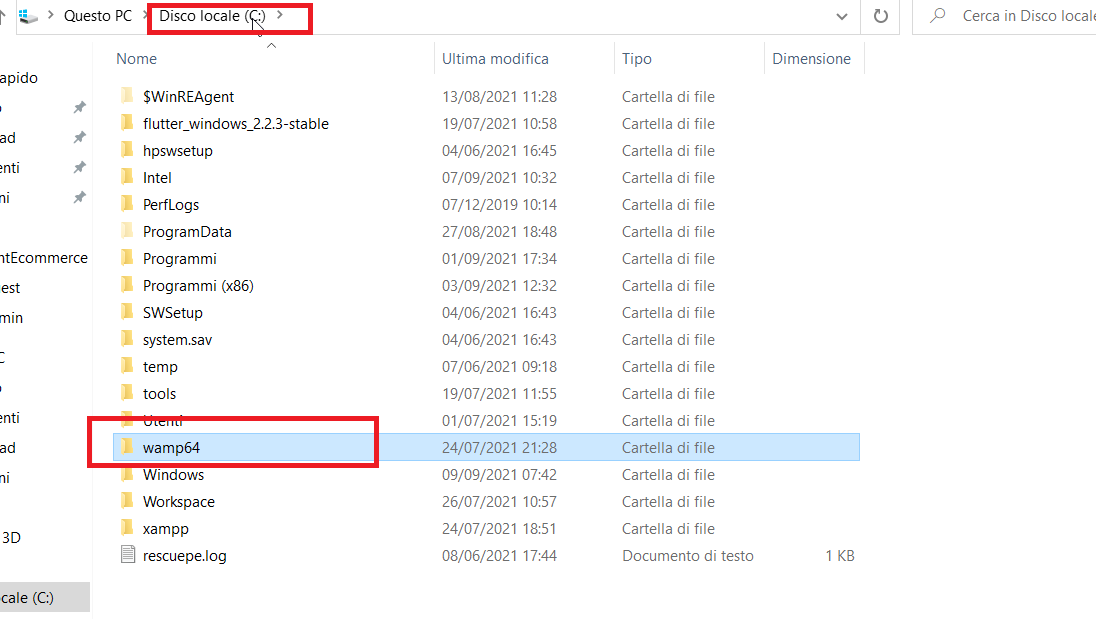 Questo PC Disco locale (C:) Cerca in Disco locale
Nome Ultima modifica Tipo Dimensione
$WinREAgent 13/08/2021 11:28 Cartella di file
flutter_windows_2.2.3-stable 19/07/2021 10:58 Cartella di file
hpswsetup 04/06/2021 16:45 Cartella di file
Intel 07/09/2021 10:32 Cartella di file
PerfLogs 07/12/2019 10:14 Cartella di file
ProgramData 27/08/2021 18:48 Cartella di file
Programmi 01/09/2021 17:34 Cartella di file
Programmi (x86) 03/09/2021 12:32 Cartella di file
SWSetup 04/06/2021 16:43 Cartella di file
system.sav 04/06/2021 16:43 Cartella di file
temp 07/06/2021 09:18 Cartella di file
tools 19/07/2021 11:55 Cartella di file
Utenti 01/07/2021 15:19 Cartella di file
wamp64 24/07/2021 21:28 Cartella di file
Windows 09/09/2021 07:42 Cartella di file
Workspace 26/07/2021 10:57 Cartella di file
xampp 24/07/2021 18:51 Cartella di file
rescuepe.log 08/06/2021 17:44 Documento di testo 1 KB
apido
ad
enti
ni
ntEcommerce
est
min
C
enti
ad
ni
3D
cale (C:)